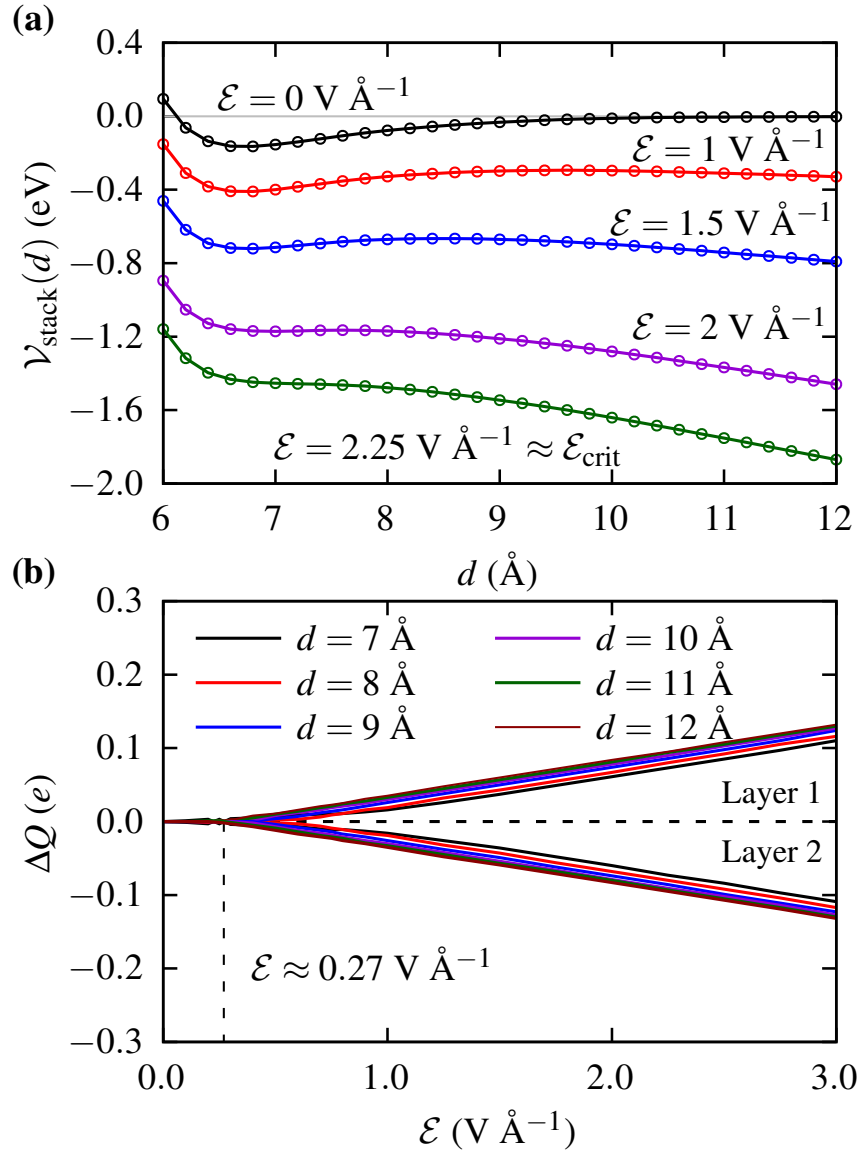 (a)
0.4
0.0
−0.4
−0.8
−1.2
−1.6
−2.0
𝒱stack(d) (eV)
ℰ = 0 V Å−1
ℰ = 1 V Å−1
ℰ = 1.5 V Å−1
ℰ = 2 V Å−1
ℰ = 2.25 V Å−1 ≈ ℰcrit
6 7 8 9 10 11 12
d (Å)
(b)
0.3
0.2
0.1
0.0
−0.1
−0.2
−0.3
ΔQ (e)
d = 7 Å d = 10 Å
d = 8 Å d = 11 Å
d = 9 Å d = 12 Å
Layer 1
Layer 2
ℰ ≈ 0.27 V Å−1
0.0 1.0 2.0 3.0
ℰ (V Å−1)